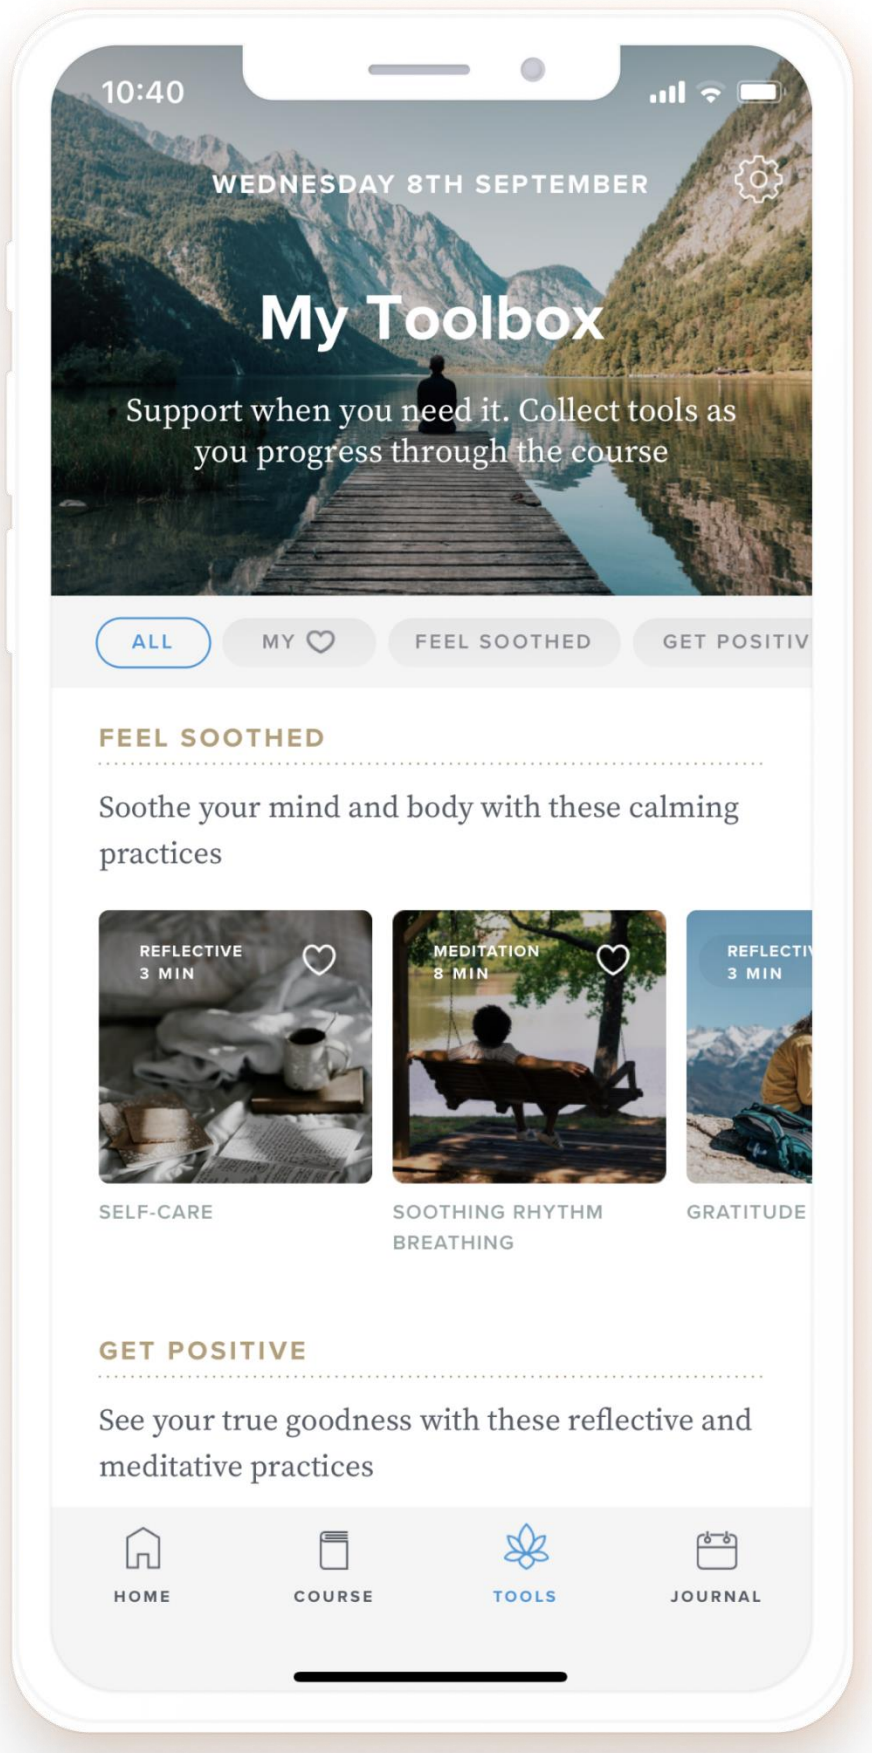 10:40
WEDNESDAY 8TH SEPTEMBER
My Toolbox
Support when you need it. Collect tools as
you progress through the course
ALL
MY
FEEL SOOTHED
GET POSITIV
FEEL SOOTHED
Soothe your mind and body with these calming
practices
REFLECTIVE
3 MIN
MEDITATION
8 MIN
REFLECTIV
3 MIN
SELF-CARE
SOOTHING RHYTHM
BREATHING
GRATITUDE
GET POSITIVE
See your true goodness with these reflective and
meditative practices
HOME
COURSE
TOOLS
JOURNAL